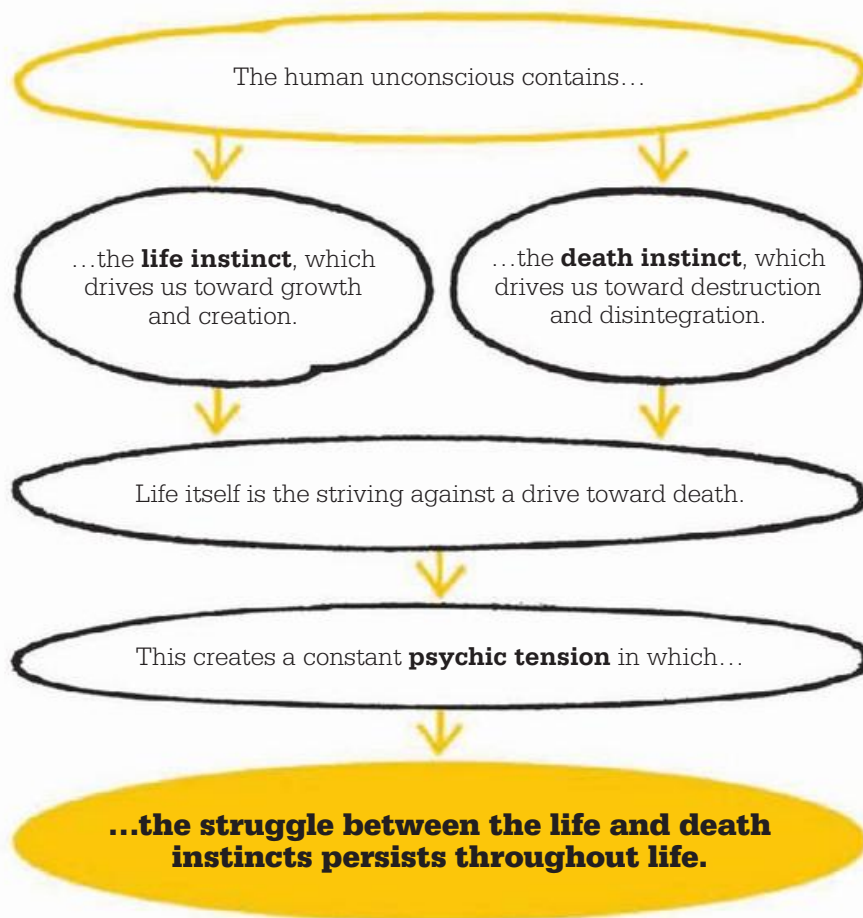 The human unconscious contains…
…the life instinct, which
drives us toward growth
and creation.
…the death instinct, which
drives us toward destruction
and disintegration.
Life itself is the striving against a drive toward death.
This creates a constant psychic tension in which…
…the struggle between the life and death
instincts persists throughout life.